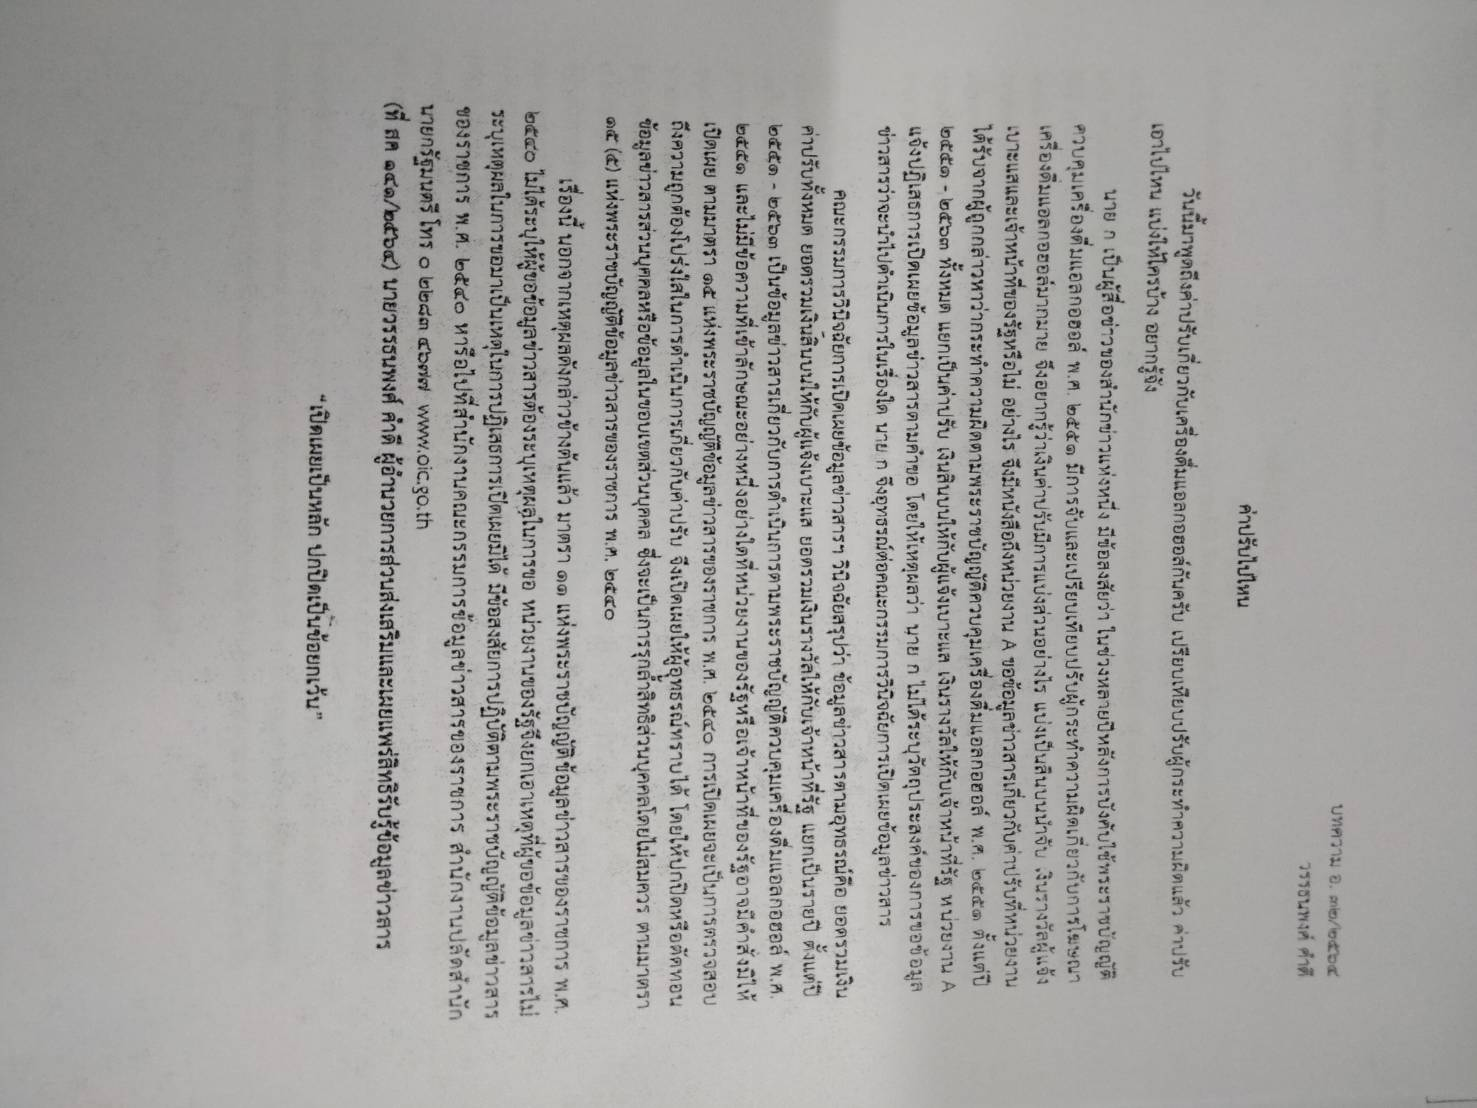 บทความ อ. ๓๒/๒๕๖๔
วรรธนพงศ์ คำดี
ค่าปรับไปไหน
วันนี้มาพูดถึงค่าปรับเกี่ยวกับเครื่องดื่มแอลกอฮอล์กันครับ เปรียบเทียบปรับผู้กระทำความผิดแล้ว ค่าปรับ
เอาไปไหน แบ่งให้ใครบ้าง อยากรู้จัง
นาย ก เป็นผู้สื่อข่าวของสำนักข่าวแห่งหนึ่ง มีข้อสงสัยว่า ในช่วงหลายปีหลังการบังคับใช้พระราชบัญญัติ
ควบคุมเครื่องดื่มแอลกอฮอล์ พ.ศ. ๒๕๕๑ มีการจับและเปรียบเทียบปรับผู้กระทำความผิดเกี่ยวกับการโฆษณา
เครื่องดื่มแอลกอฮอล์มากมาย จึงอยากรู้ว่าเงินค่าปรับมีการแบ่งส่วนอย่างไร แบ่งเป็นสินบนนำจับ เงินรางวัลผู้แจ้ง
เบาะแสและเจ้าหน้าที่ของรัฐหรือไม่ อย่างไร จึงมีหนังสือถึงหน่วยงาน A ขอข้อมูลข่าวสารเกี่ยวกับค่าปรับที่หน่วยงาน
ได้รับจากผู้ถูกกล่าวหาว่ากระทำความผิดตามพระราชบัญญัติควบคุมเครื่องดื่มแอลกอฮอล์ พ.ศ. ๒๕๕๑ ตั้งแต่ปี
๒๕๕๑ - ๒๕๖๓ ทั้งหมด แยกเป็นค่าปรับ เงินสินบนให้กับผู้แจ้งเบาะแส เงินรางวัลให้กับเจ้าหน้าที่รัฐ หน่วยงาน A
แจ้งปฏิเสธการเปิดเผยข้อมูลข่าวสารตามคำขอ โดยให้เหตุผลว่า นาย ก ไม่ได้ระบุวัตถุประสงค์ของการขอข้อมูล
ข่าวสารว่าจะนำไปดำเนินการในเรื่องใด นาย ก จึงอุทธรณ์ต่อคณะกรรมการวินิจฉัยการเปิดเผยข้อมูลข่าวสาร
คณะกรรมการวินิจฉัยการเปิดเผยข้อมูลข่าวสารฯ วินิจฉัยสรุปว่า ข้อมูลข่าวสารตามอุทธรณ์คือ ยอดรวมเงิน
ค่าปรับทั้งหมด ยอดรวมเงินสินบนให้กับผู้แจ้งเบาะแส ยอดรวมเงินรางวัลให้กับเจ้าหน้าที่รัฐ แยกเป็นรายปี ตั้งแต่ปี
๒๕๕๑ - ๒๕๖๓ เป็นข้อมูลข่าวสารเกี่ยวกับการดำเนินการตามพระราชบัญญัติควบคุมเครื่องดื่มแอลกอฮอล์ พ.ศ.
๒๕๕๑ และไม่มีข้อความที่เข้าลักษณะอย่างหนึ่งอย่างใดที่หน่วยงานของรัฐหรือเจ้าหน้าที่ของรัฐอาจมีคำสั่งมิให้
เปิดเผย ตามมาตรา ๑๕ แห่งพระราชบัญญัติข้อมูลข่าวสารของราชการ พ.ศ. ๒๕๔๐ การเปิดเผยจะเป็นการตรวจสอบ
ถึงความถูกต้องโปร่งใสในการดำเนินการเกี่ยวกับค่าปรับ จึงเปิดเผยให้ผู้อุทธรณ์ทราบได้ โดยให้ปกปิดหรือตัดทอน
ข้อมูลข่าวสารส่วนบุคคลหรือข้อมูลในขอบเขตส่วนบุคคล ซึ่งจะเป็นการรุกล้ำสิทธิส่วนบุคคลโดยไม่สมควร ตามมาตรา
๑๕ (๕) แห่งพระราชบัญญัติข้อมูลข่าวสารของราชการ พ.ศ. ๒๕๔๐
เรื่องนี้ นอกจากเหตุผลดังกล่าวข้างต้นแล้ว มาตรา ๑๑ แห่งพระราชบัญญัติข้อมูลข่าวสารของราชการ พ.ศ.
๒๕๔๐ ไม่ได้ระบุให้ผู้ขอข้อมูลข่าวสารต้องระบุเหตุผลในการขอ หน่วยงานของรัฐจึงยกเอาเหตุที่ผู้ขอข้อมูลข่าวสารไม่
ระบุเหตุผลในการขอมาเป็นเหตุในการปฏิเสธการเปิดเผยมิได้ มีข้อสงสัยการปฏิบัติตามพระราชบัญญัติข้อมูลข่าวสาร
ของราชการ พ.ศ. ๒๕๔๐ หารือไปที่สำนักงานคณะกรรมการข้อมูลข่าวสารของราชการ สำนักงานปลัดสำนัก
นายกรัฐมนตรี โทร ๐ ๒๒๘๓ ๔๖๗๗ www.oic.go.th
(ที่ สค ๑๔๑/๒๕๖๔) นายวรรธนพงศ์ คำดี ผู้อำนวยการส่วนส่งเสริมและเผยแพร่สิทธิรับรู้ข้อมูลข่าวสาร
“เปิดเผยเป็นหลัก ปกปิดเป็นข้อยกเว้น”